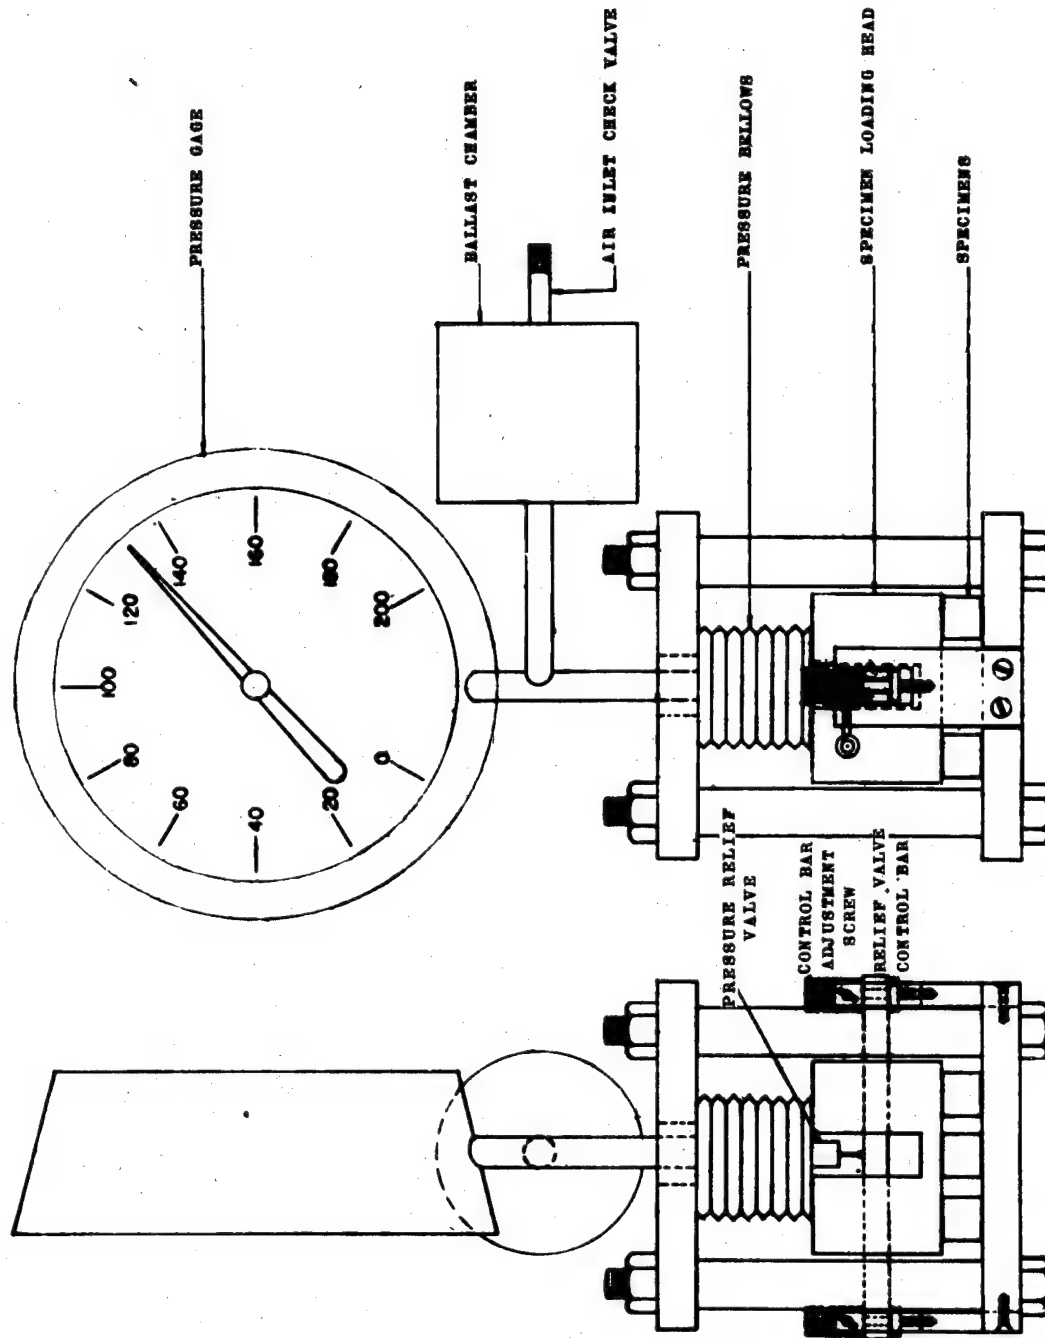 PRESSURE GAGE
BALLAST CHAMBER
AIR INLET CHECK VALVE
PRESSURE BELLOWS
SPECIMEN LOADING HEAD
SPECIMENS
0
20
40
60
80
100
120
140
160
180
200
PRESSURE RELIEF
VALVE
CONTROL BAR
ADJUSTMENT
SCREW
RELIEF VALVE
CONTROL BAR